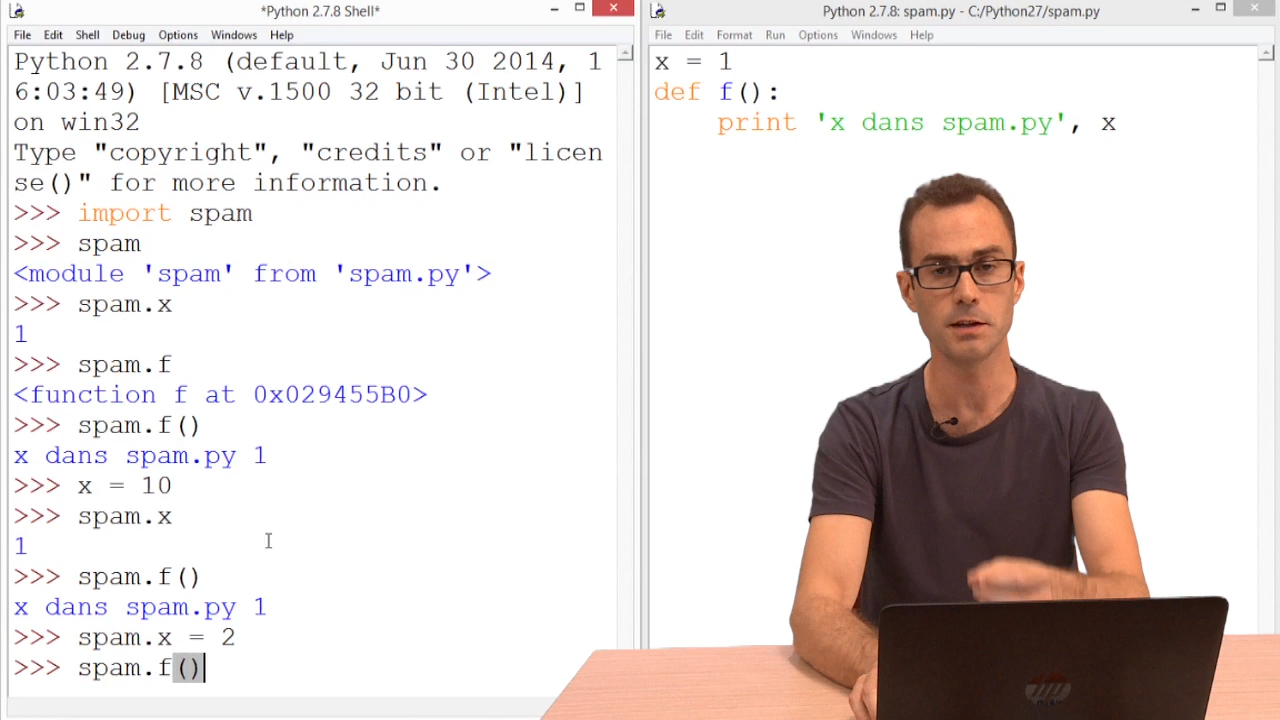 *Python 2.7.8 Shell*
File Edit Shell Debug Options Windows Help
Python 2.7.8 (default, Jun 30 2014, 1
6:03:49) [MSC v.1500 32 bit (Intel)]
on win32
Type "copyright", "credits" or "licen
se()" for more information.
>>> import spam
>>> spam
<module 'spam' from 'spam.py'>
>>> spam.x
1
>>> spam.f
<function f at 0x029455B0>
>>> spam.f()
x dans spam.py 1
>>> x = 10
>>> spam.x
1
>>> spam.f()
x dans spam.py 1
>>> spam.x = 2
>>> spam.f()
Python 2.7.8: spam.py - C:/Python27/spam.py
File Edit Format Run Options Windows Help
x = 1
def f():
    print 'x dans spam.py', x
hp